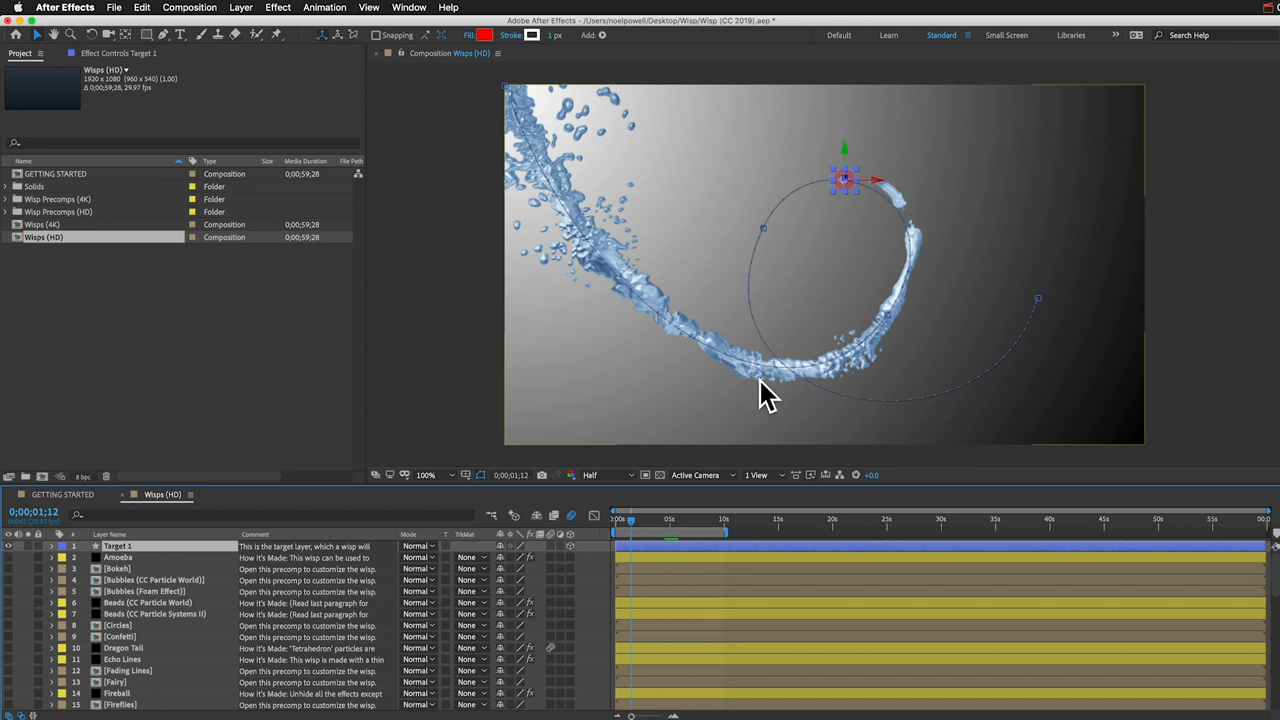 After Effects File Edit Composition Layer Effect Animation View Window Help
Adobe After Effects - /Users/noelpowell/Desktop/Wisp/Wisp (CC 2019).aep *
Snapping Fill: Stroke: 1 px Add: Default Learn Standard Small Screen Libraries Search Help
Project Effect Controls Target 1 Composition Wisps (HD)
Wisps (HD)
1920 x 1080 (960 x 540) (1.00)
Δ 0;00;59;28, 29.97 fps
Name Type Size Media Duration File Path
GETTING STARTED Composition 0;00;59;28
Solids Folder
Wisp Precomps (4K) Folder
Wisp Precomps (HD) Folder
Wisps (4K) Composition 0;00;59;28
Wisps (HD) Composition 0;00;59;28
8 bpc 100% 0;00;01;12 Half Active Camera 1 View +0.0
GETTING STARTED Wisps (HD)
0;00;01;12
00042 (29.97 fps)
:00s 05s 10s 15s 20s 25s 30s 35s 40s 45s 50s 55s 00:0
# Layer Name Comment Mode T TrkMat
1 Target 1 This is the target layer, which a wisp will Normal
2 Amoeba How it's Made: This wisp can be used to Normal None
3 [Bokeh] Open this precomp to customize the wisp. Normal None
4 [Bubbles (CC Particle World)] Open this precomp to customize the wisp. Normal None
5 [Bubbles (Foam Effect)] Open this precomp to customize the wisp. Normal None
6 Beads (CC Particle World) How it's Made: (Read last paragraph for Normal None
7 Beads (CC Particle Systems II) How it's Made: (Read last paragraph for Normal None
8 [Circles] Open this precomp to customize the wisp. Normal None
9 [Confetti] Open this precomp to customize the wisp. Normal None
10 Dragon Tail How it's Made: 'Tetrahedron' particles are Normal None
11 Echo Lines How it's Made: This wisp is made with a thin Normal None
12 [Fading Lines] Open this precomp to customize the wisp. Normal None
13 [Fairy] Open this precomp to customize the wisp. Normal None
14 Fireball How it's Made: Unhide all the effects except Normal None
15 [Fireflies] Open this precomp to customize the wisp. Normal None